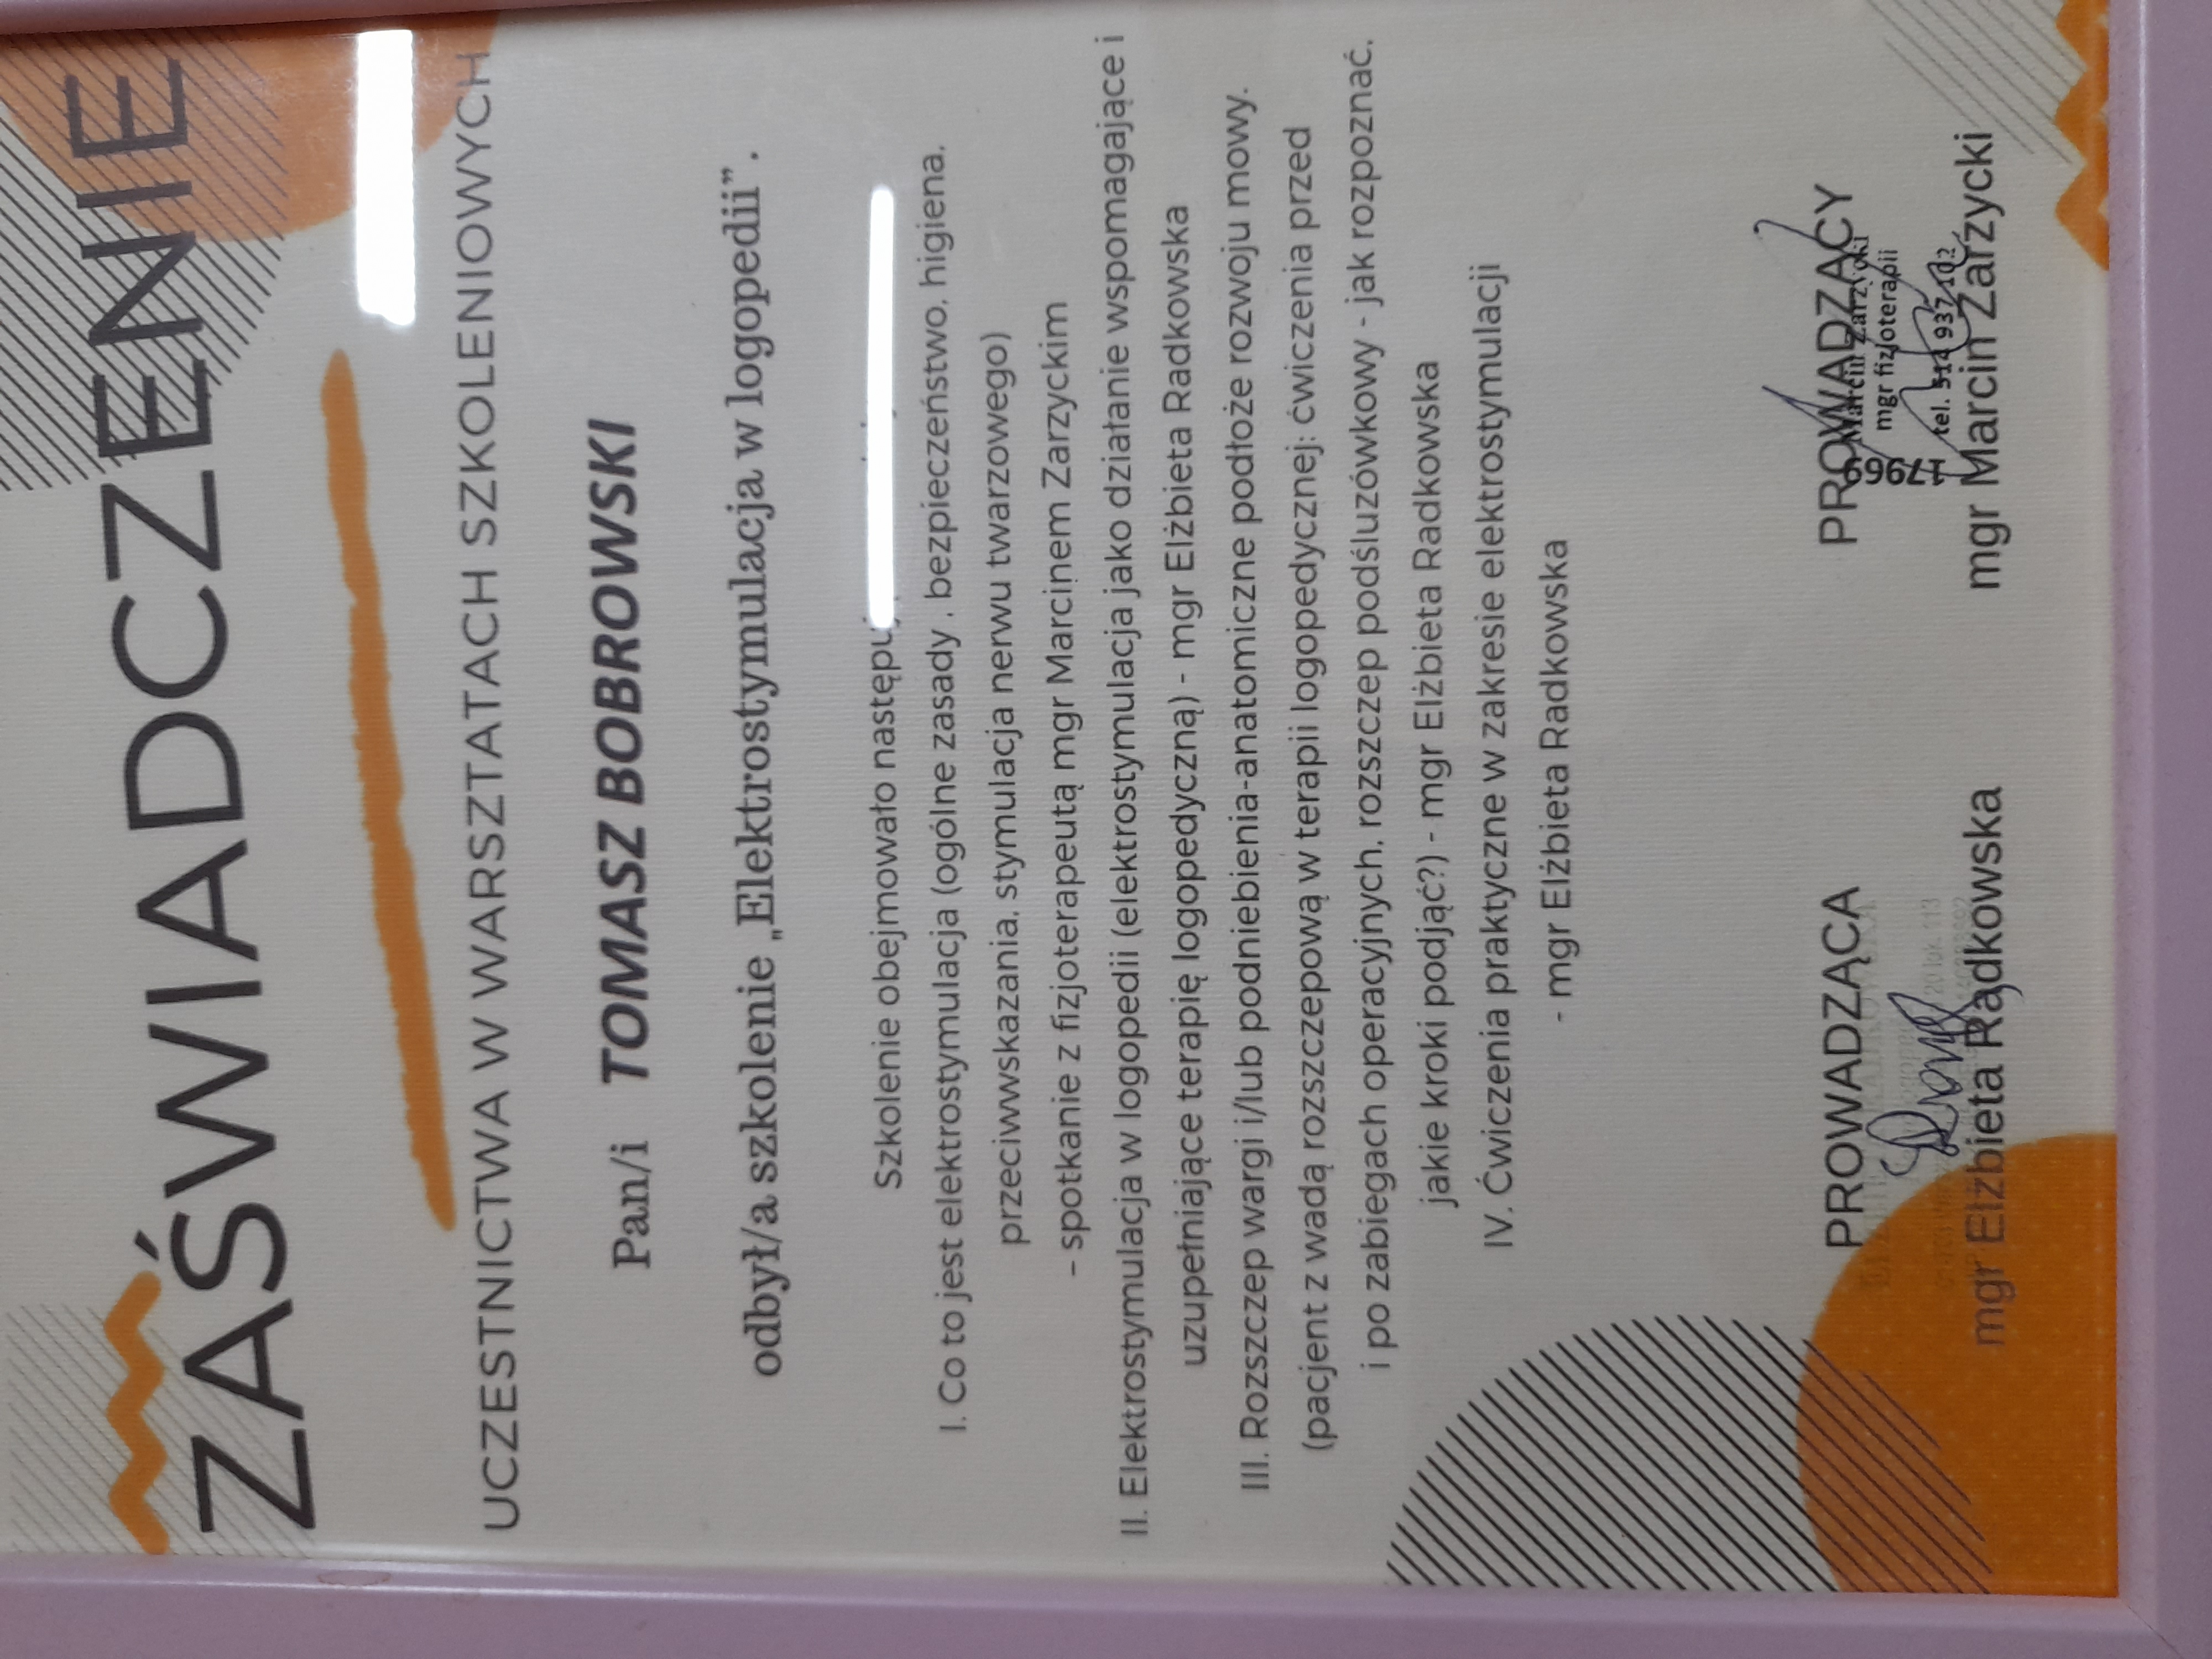 ZAŚWIADCZENIE
UCZESTNICTWA W WARSZTATACH SZKOLENIOWYCH
Pan/i TOMASZ BOBROWSKI
odbył/a szkolenie „Elektrostymulacja w logopedii”.
Szkolenie obejmowało
I. Co to jest elektrostymulacja (ogólne zasady , bezpieczeństwo, higiena,
przeciwwskazania, stymulacja nerwu twarzowego)
– spotkanie z fizjoterapeutą mgr Marcinem Zarzyckim
II. Elektrostymulacja w logopedii (elektrostymulacja jako działanie wspomagające i
uzupełniające terapię logopedyczną) - mgr Elżbieta Radkowska
III. Rozszczep wargi i/lub podniebienia-anatomiczne podłoże rozwoju mowy.
(pacjent z wadą rozszczepową w terapii logopedycznej: ćwiczenia przed
i po zabiegach operacyjnych, rozszczep podśluzówkowy - jak rozpoznać,
jakie kroki podjąć?) - mgr Elżbieta Radkowska
IV. Ćwiczenia praktyczne w zakresie elektrostymulacji
- mgr Elżbieta Radkowska
PROWADZĄCA
mgr Elżbieta Radkowska
PROWADZĄCY
Marcin Zarzycki
mgr fizjoterapii
tel. 514 937 102
17969
mgr Marcin Zarzycki